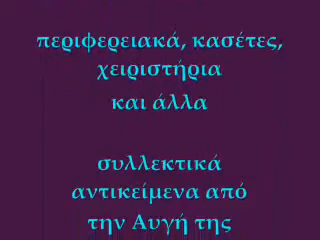 περιφερειακά, κασέτες,
χειριστήρια
και άλλα
συλλεκτικά
αντικείμενα από
την Αυγή της